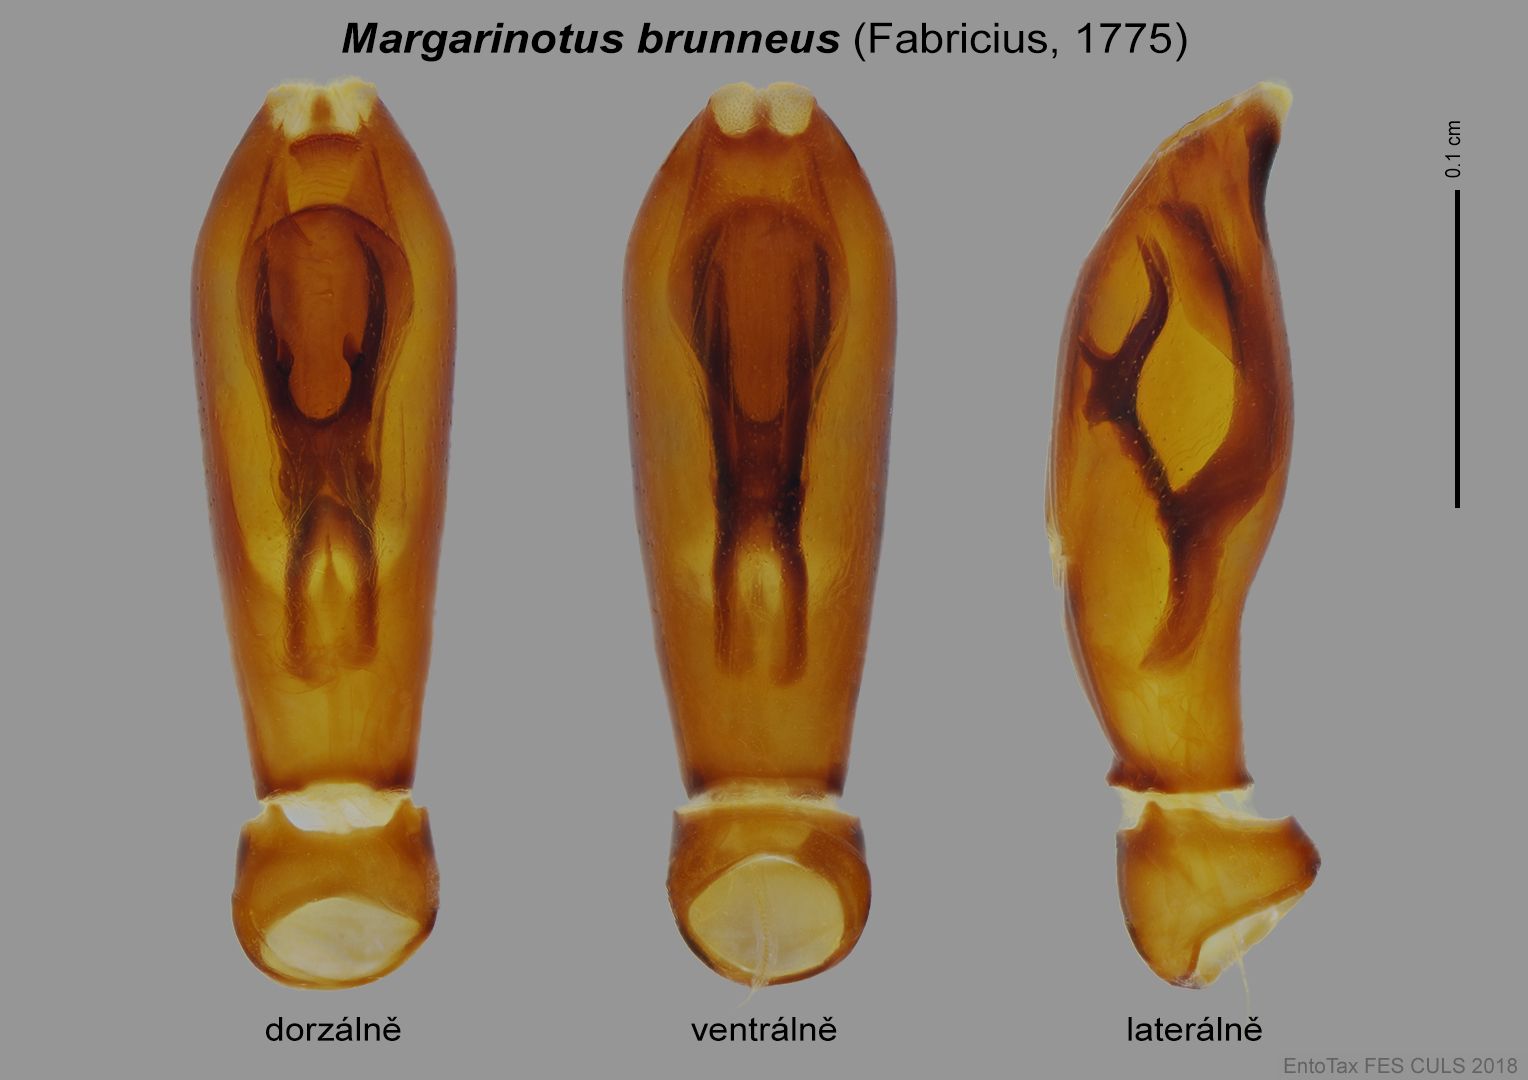 Margarinotus brunneus (Fabricius, 1775)
0.1 cm
dorzálně
ventrálně
laterálně
EntoTax FES CULS 2018